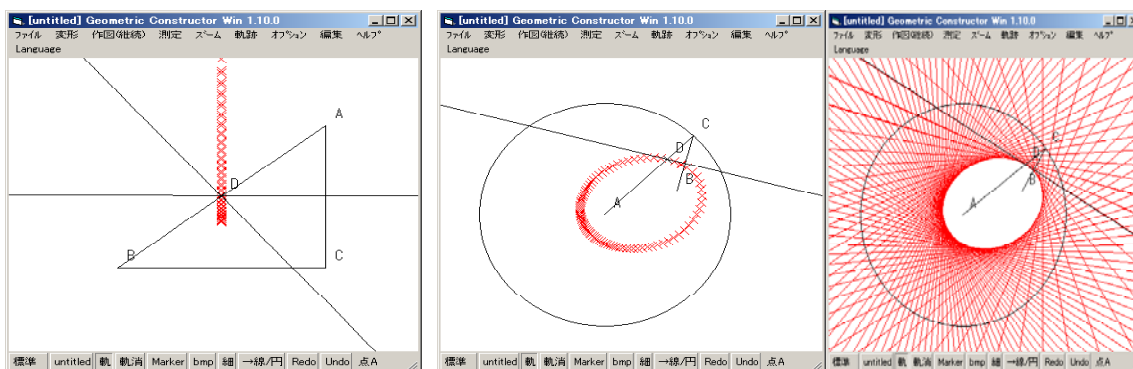 [untitled] Geometric Constructor Win 1.10.0
ファイル 変形 作図(継続) 測定 ズーム 軌跡 オプション 編集 ヘルプ
Language
A
D
B
C
標準 untitled 軌 軌消 Marker bmp 細 →線/円 Redo Undo 点A
[untitled] Geometric Constructor Win 1.10.0
ファイル 変形 作図(継続) 測定 ズーム 軌跡 オプション 編集 ヘルプ
Language
C
D
B
A
標準 untitled 軌 軌消 Marker bmp 細 →線/円 Redo Undo 点A
[untitled] Geometric Constructor Win 1.10.0
ファイル 変形 作図(継続) 測定 ズーム 軌跡 オプション 編集 ヘルプ
Language
C
D
B
A
標準 untitled 軌 軌消 Marker bmp 細 →線/円 Redo Undo 点A